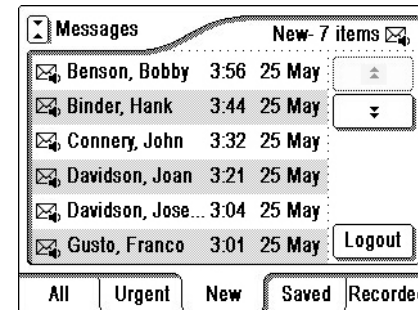 Messages New- 7 items
Benson, Bobby 3:56 25 May
Binder, Hank 3:44 25 May
Connery, John 3:32 25 May
Davidson, Joan 3:21 25 May
Davidson, Jose... 3:04 25 May
Gusto, Franco 3:01 25 May
Logout
All Urgent New Saved Recorded